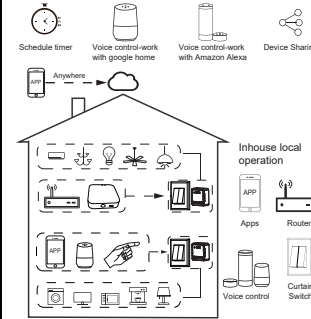 Schedule timer
Voice control-work
with google home
Voice control-work
with Amazon Alexa
Device Sharin
Anywhere
APP
Inhouse local
operation
APP
Apps
Router
APP
Voice control
Curtain
Switch